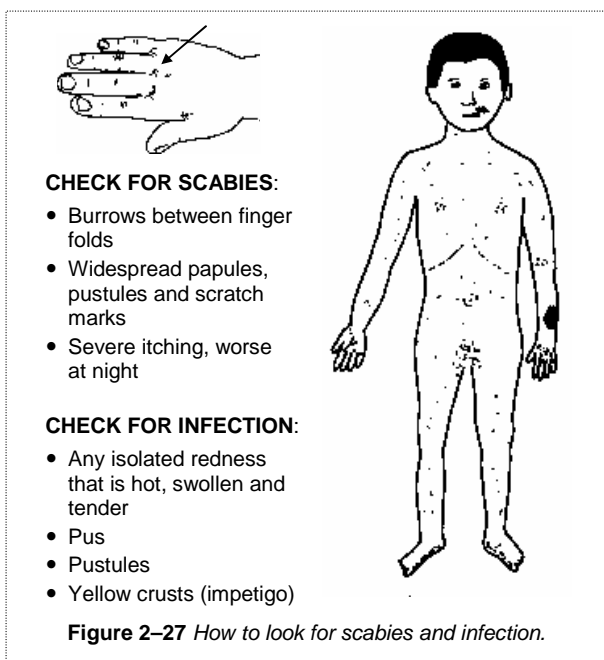 CHECK FOR SCABIES:
• Burrows between finger
folds
• Widespread papules,
pustules and scratch
marks
• Severe itching, worse
at night
CHECK FOR INFECTION:
• Any isolated redness
that is hot, swollen and
tender
• Pus
• Pustules
• Yellow crusts (impetigo)
Figure 2–27 How to look for scabies and infection.